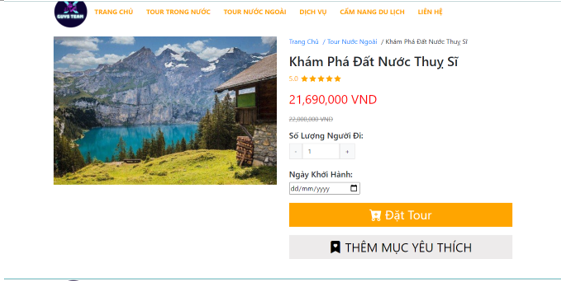 GUYS TEAM
TRANG CHỦ TOUR TRONG NƯỚC TOUR NƯỚC NGOÀI DỊCH VỤ CẨM NANG DU LỊCH LIÊN HỆ
Trang Chủ / Tour Nước Ngoài / Khám Phá Đất Nước Thuỵ Sĩ
Khám Phá Đất Nước Thuỵ Sĩ
5.0
21,690,000 VND
22,000,000 VND
Số Lượng Người Đi:
- 1 +
Ngày Khởi Hành:
dd/mm/yyyy
Đặt Tour
THÊM MỤC YÊU THÍCH